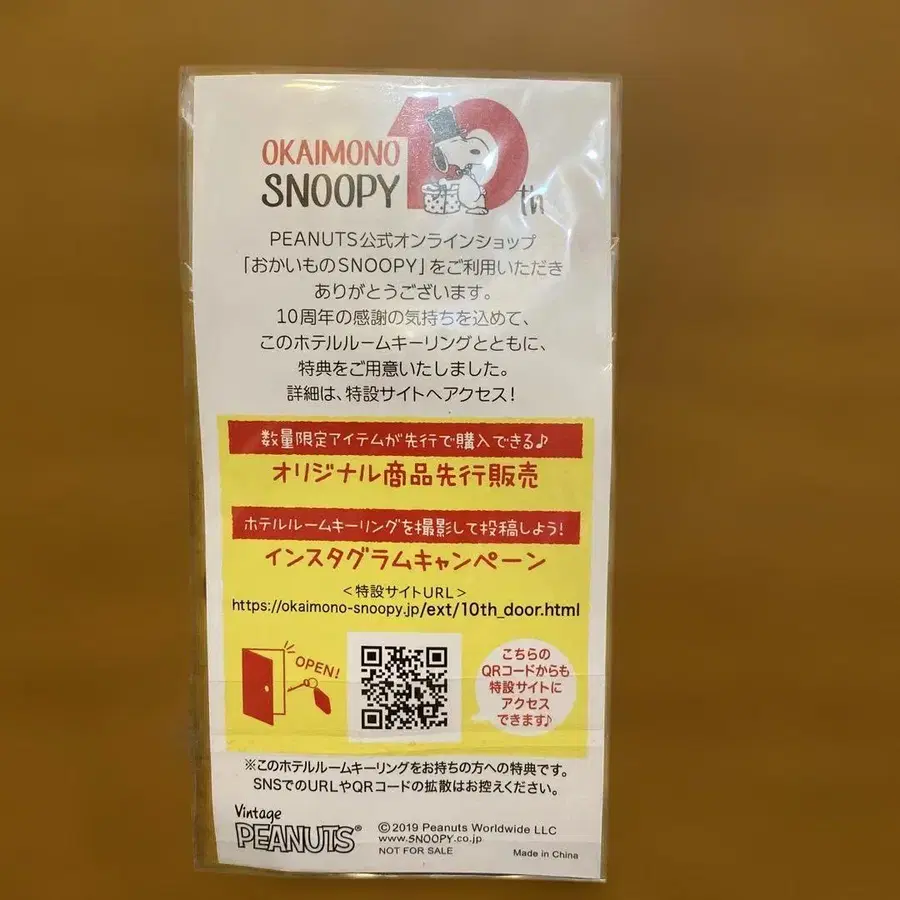 OKAIMONO
SNOOPY
10th
PEANUTS公式オンラインショップ
「おかいものSNOOPY」をご利用いただき
ありがとうございます。
10周年の感謝の気持ちを込めて、
このホテルルームキーリングとともに、
特典をご用意いたしました。
詳細は、特設サイトへアクセス！
数量限定アイテムが先行で購入できる♪
オリジナル商品先行販売
ホテルルームキーリングを撮影して投稿しよう!
インスタグラムキャンペーン
＜特設サイトURL＞
https://okaimono-snoopy.jp/ext/10th_door.html
OPEN!
こちらの
QRコードからも
特設サイトに
アクセス
できます♪
※このホテルルームキーリングをお持ちの方への特典です。
SNSでのURLやQRコードの拡散はお控えください。
Vintage
PEANUTS®
©2019 Peanuts Worldwide LLC
www.SNOOPY.co.jp
NOT FOR SALE
Made in China